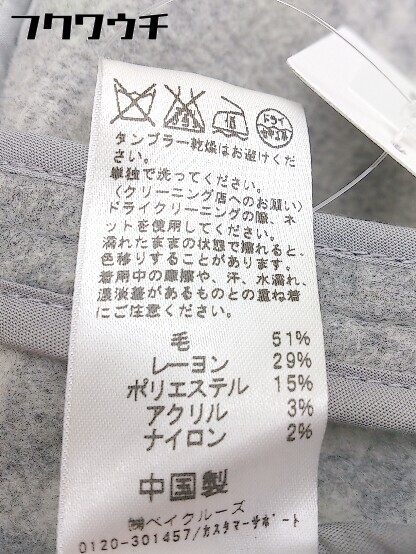 フクワウチ
ドライ
セキユ系
タンブラー乾燥はお避けくだ
さい。
単独で洗ってください。
(クリーニング店へのお願い)
ドライクリーニングの際、ネ
ットを使用してください。
濡れたままの状態で擦れると、
色移りすることがあります。
着用中の摩擦や、汗、水濡れ、
濃淡差があるものとの重ね着
にご注意ください。
毛 51%
レーヨン 29%
ポリエステル 15%
アクリル 3%
ナイロン 2%
中国製
㈱ベイクルーズ
0120-301457/カスタマーサポート